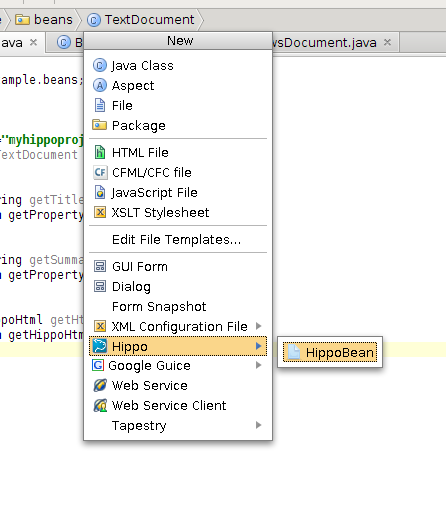 beans TextDocument
ava B wsDocument.java
New
Java Class
Aspect
File
Package
HTML File
CFML/CFC file
JavaScript File
XSLT Stylesheet
Edit File Templates...
GUI Form
Dialog
Form Snapshot
XML Configuration File
Hippo
HippoBean
Google Guice
Web Service
Web Service Client
Tapestry
ample.beans;
="myhippoproj
TextDocument
ing getTitle
getProperty
ing getSumma
getProperty
poHtml getHt
getHippoHtm